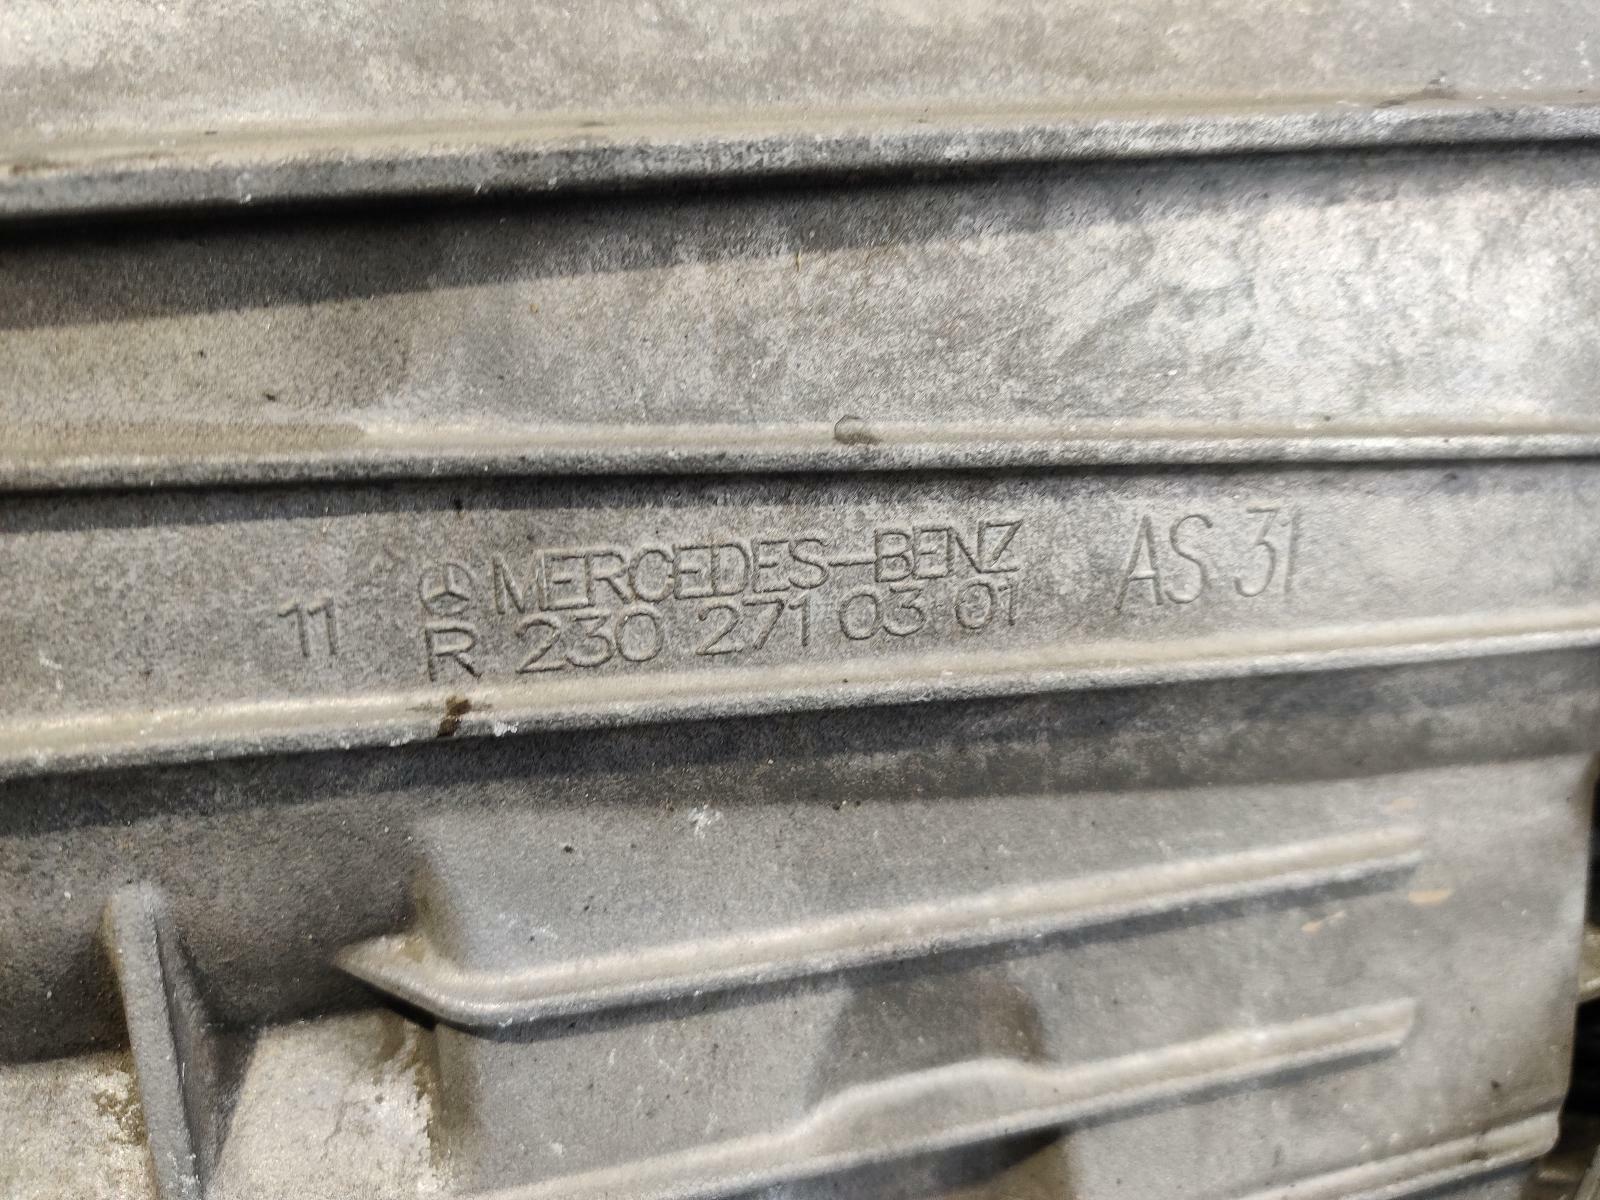 11 MERCEDES-BENZ AS 31
R 230 271 03 01